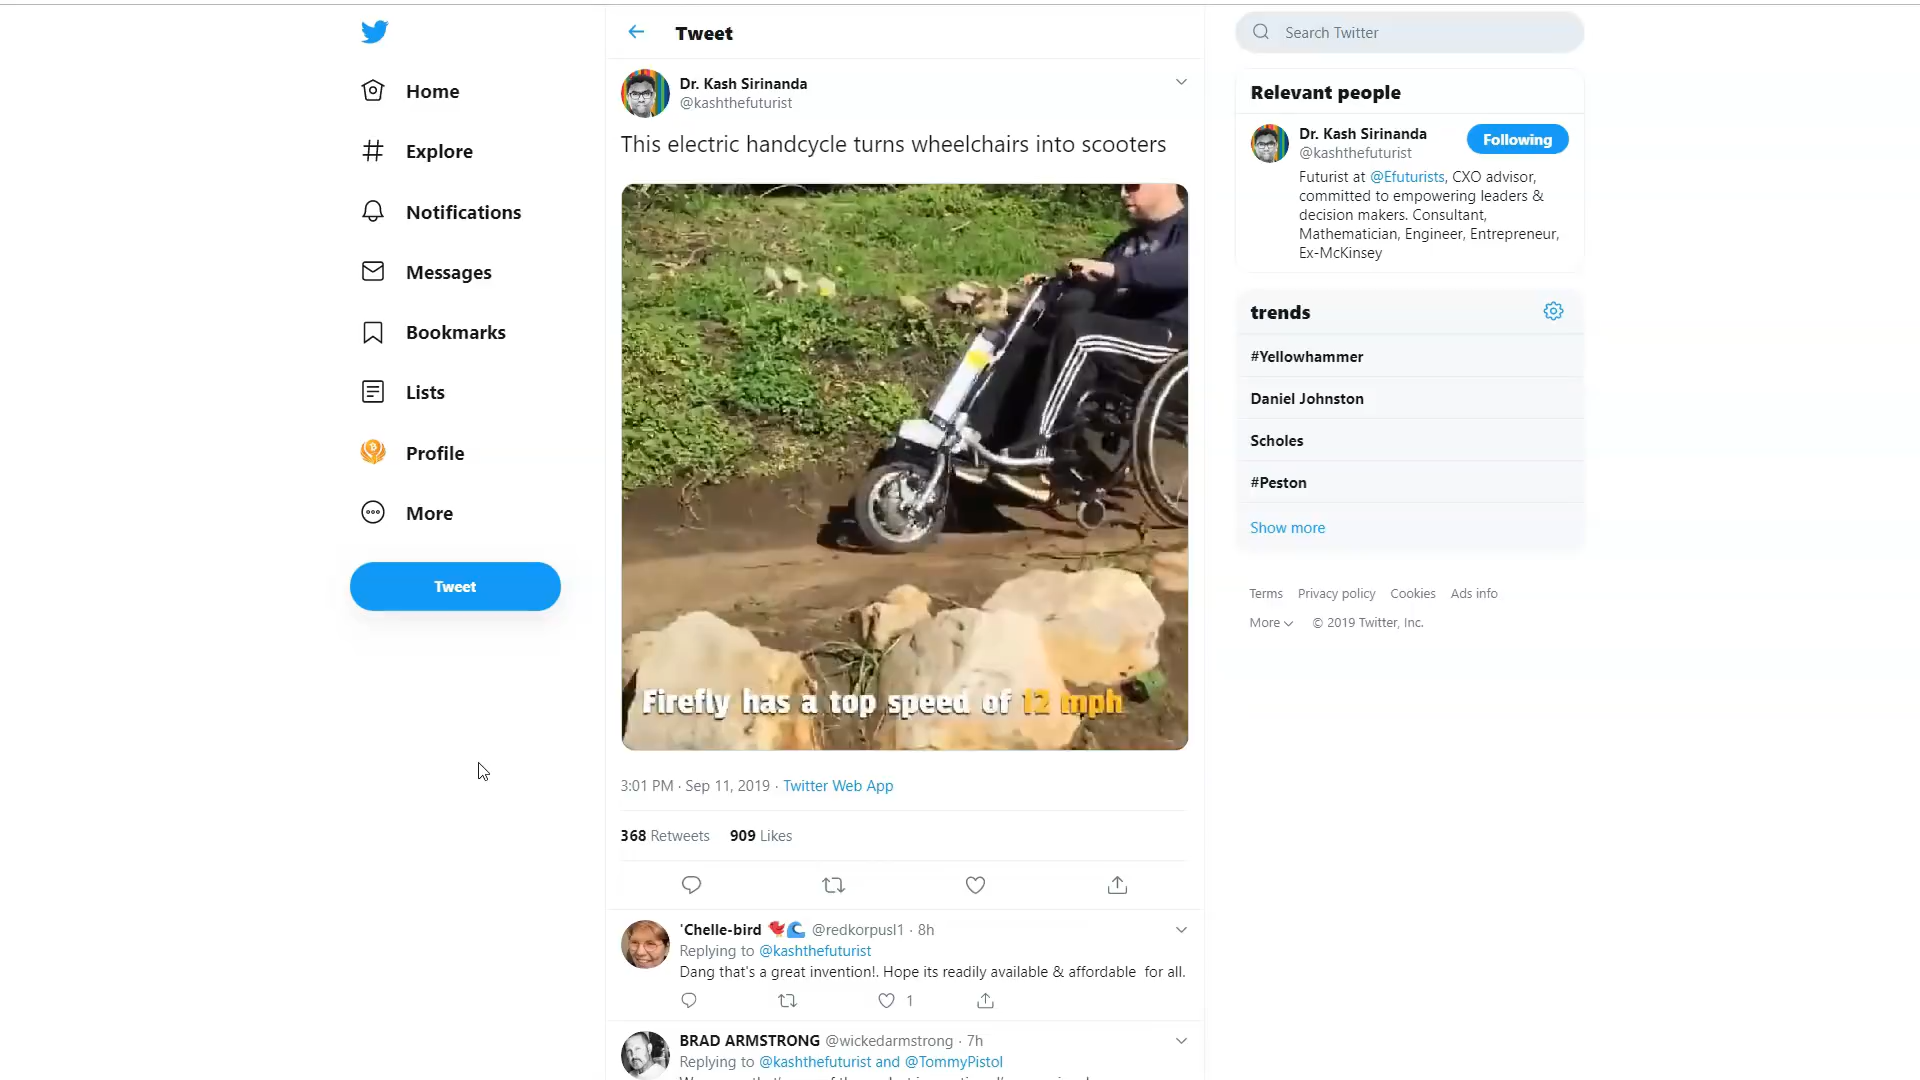 Home
Explore
Notifications
Messages
Bookmarks
Lists
Profile
More
Tweet
Tweet
Dr. Kash Sirinanda
@kashthefuturist
This electric handcycle turns wheelchairs into scooters
Firefly has a top speed of 12 mph
3:01 PM · Sep 11, 2019 · Twitter Web App
368 Retweets 909 Likes
'Chelle-bird @redkorpusl1 · 8h
Replying to @kashthefuturist
Dang that's a great invention!. Hope its readily available & affordable for all.
1
BRAD ARMSTRONG @wickedarmstrong · 7h
Replying to @kashthefuturist and @TommyPistol
Search Twitter
Relevant people
Dr. Kash Sirinanda
@kashthefuturist
Following
Futurist at @Efuturists, CXO advisor,
committed to empowering leaders &
decision makers. Consultant,
Mathematician, Engineer, Entrepreneur,
Ex-McKinsey
trends
#Yellowhammer
Daniel Johnston
Scholes
#Peston
Show more
Terms Privacy policy Cookies Ads info
More © 2019 Twitter, Inc.